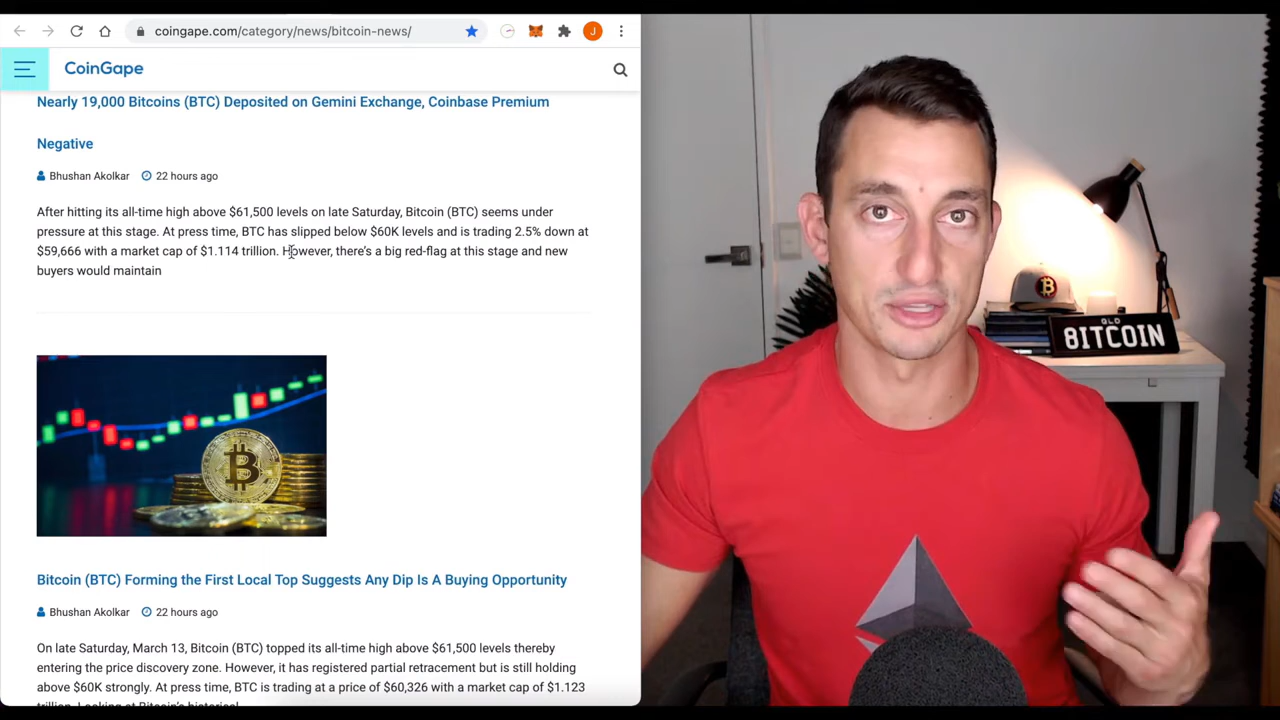 coingape.com/category/news/bitcoin-news/
J
CoinGape
Nearly 19,000 Bitcoins (BTC) Deposited on Gemini Exchange, Coinbase Premium
Negative
Bhushan Akolkar 22 hours ago
After hitting its all-time high above $61,500 levels on late Saturday, Bitcoin (BTC) seems under
pressure at this stage. At press time, BTC has slipped below $60K levels and is trading 2.5% down at
$59,666 with a market cap of $1.114 trillion. However, there's a big red-flag at this stage and new
buyers would maintain
Bitcoin (BTC) Forming the First Local Top Suggests Any Dip Is A Buying Opportunity
Bhushan Akolkar 22 hours ago
On late Saturday, March 13, Bitcoin (BTC) topped its all-time high above $61,500 levels thereby
entering the price discovery zone. However, it has registered partial retracement but is still holding
above $60K strongly. At press time, BTC is trading at a price of $60,326 with a market cap of $1.123
trillion. Looking at Bitcoin's historical
QLD
8ITCOIN